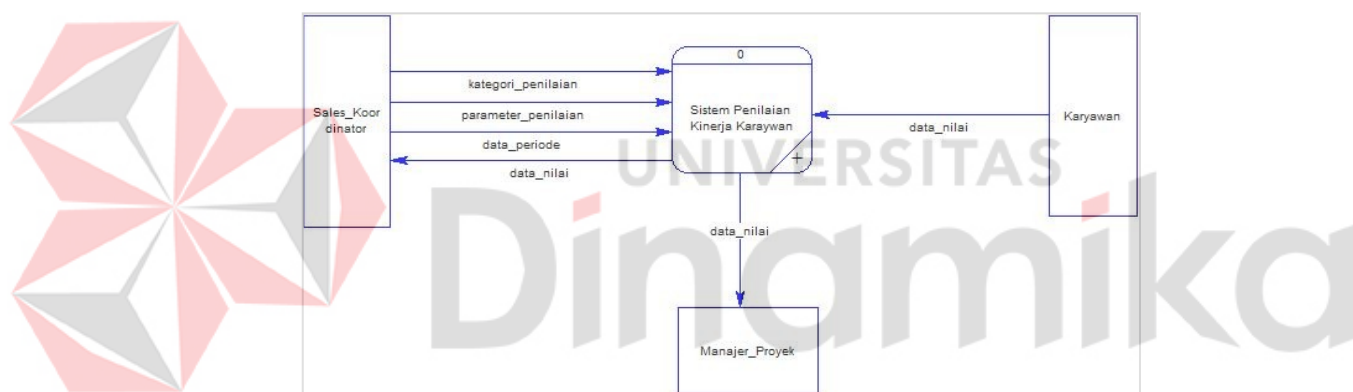 0
Sales_Koor
dinator
kategori_penilaian
parameter_penilaian
data_periode
data_nilai
Sistem Penilaian
Kinerja Karaywan
+
data_nilai
Karyawan
data_nilai
Manajer_Proyek
UNIVERSITAS
Dinamika